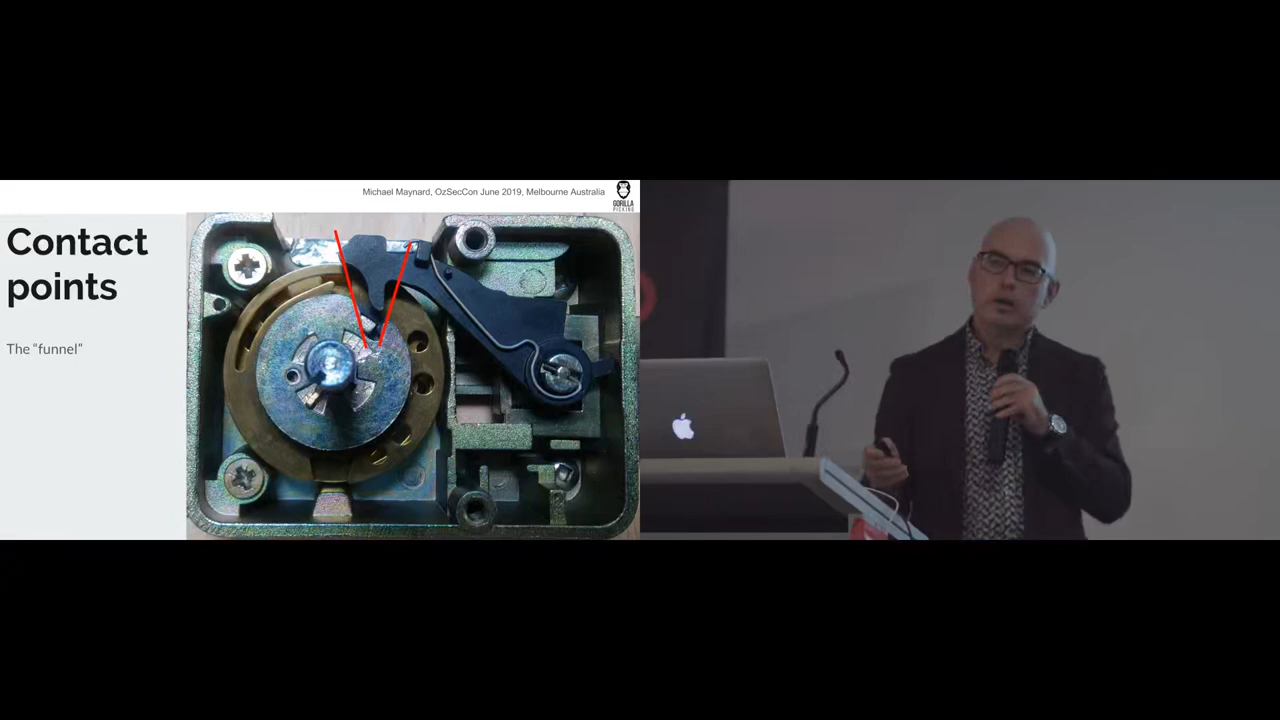 Michael Maynard, OzSecCon June 2019, Melbourne Australia
GORILLA
PICKING
Contact
points
The “funnel”